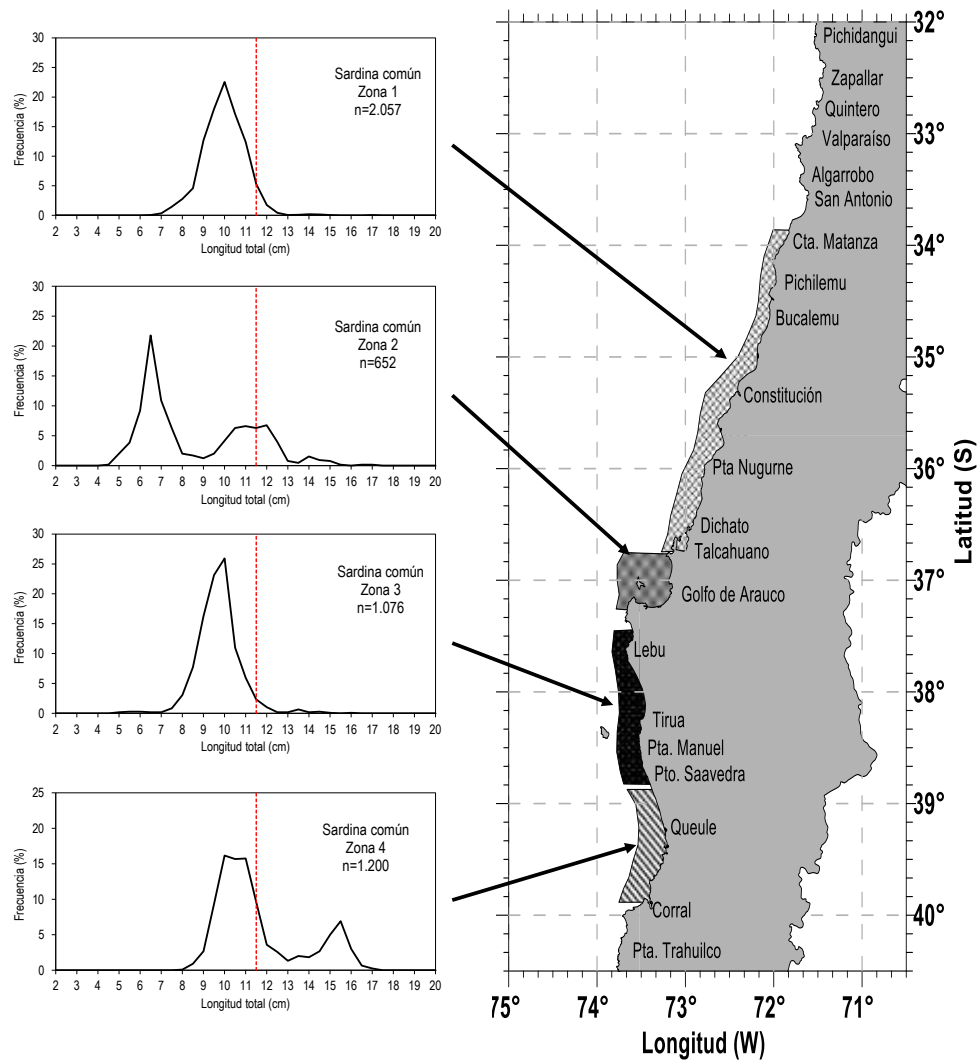 30
25
20
15
10
5
0
Frecuencia (%)
Sardina común
Zona 1
n=2.057
2 3 4 5 6 7 8 9 10 11 12 13 14 15 16 17 18 19 20
Longitud total (cm)
30
25
20
15
10
5
0
Frecuencia (%)
Sardina común
Zona 2
n=652
2 3 4 5 6 7 8 9 10 11 12 13 14 15 16 17 18 19 20
Longitud total (cm)
30
25
20
15
10
5
0
Frecuencia (%)
Sardina común
Zona 3
n=1.076
2 3 4 5 6 7 8 9 10 11 12 13 14 15 16 17 18 19 20
Longitud total (cm)
25
20
15
10
5
0
Frecuencia (%)
Sardina común
Zona 4
n=1.200
2 3 4 5 6 7 8 9 10 11 12 13 14 15 16 17 18 19 20
Longitud total (cm)
Pichidangui
Zapallar
Quintero
Valparaíso
Algarrobo
San Antonio
Cta. Matanza
Pichilemu
Bucalemu
Constitución
Pta Nugurne
Dichato
Talcahuano
Golfo de Arauco
Lebu
Tirua
Pta. Manuel
Pto. Saavedra
Queule
Corral
Pta. Trahuilco
32°
33°
34°
35°
36°
37°
38°
39°
40°
Latitud (S)
75° 74° 73° 72° 71°
Longitud (W)